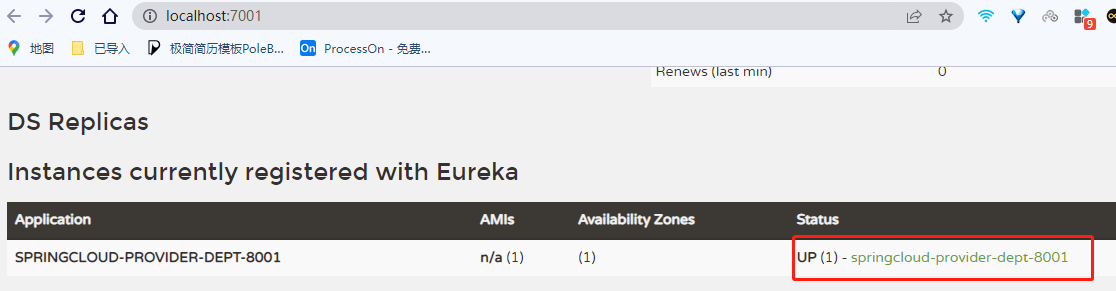 localhost:7001
9
地图 已导入 极简简历模板PoleB... On ProcessOn - 免费...
Renews (last min) 0
DS Replicas
Instances currently registered with Eureka
Application AMIs Availability Zones Status
SPRINGCLOUD-PROVIDER-DEPT-8001 n/a (1) (1) UP (1) - springcloud-provider-dept-8001